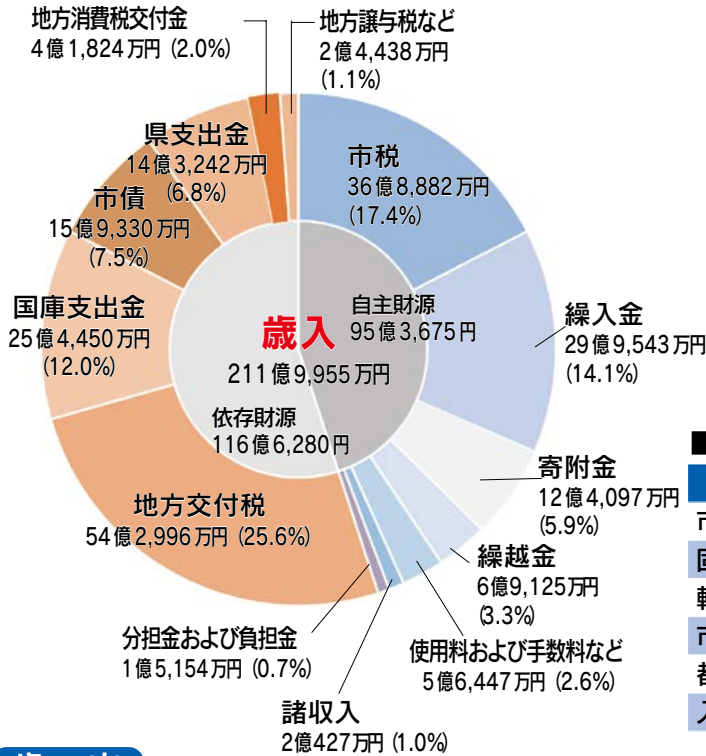 地方消費税交付金
4億1,824万円 (2.0%)
地方譲与税など
2億4,438万円
(1.1%)
県支出金
14億3,242万円
(6.8%)
市債
15億9,330万円
(7.5%)
国庫支出金
25億4,450万円
(12.0%)
地方交付税
54億2,996万円 (25.6%)
市税
36億8,882万円
(17.4%)
繰入金
29億9,543万円
(14.1%)
寄附金
12億4,097万円
(5.9%)
繰越金
6億9,125万円
(3.3%)
使用料および手数料など
5億6,447万円 (2.6%)
諸収入
2億427万円 (1.0%)
分担金および負担金
1億5,154万円 (0.7%)
歳入
211億9,955万円
自主財源
95億3,675円
依存財源
116億6,280円